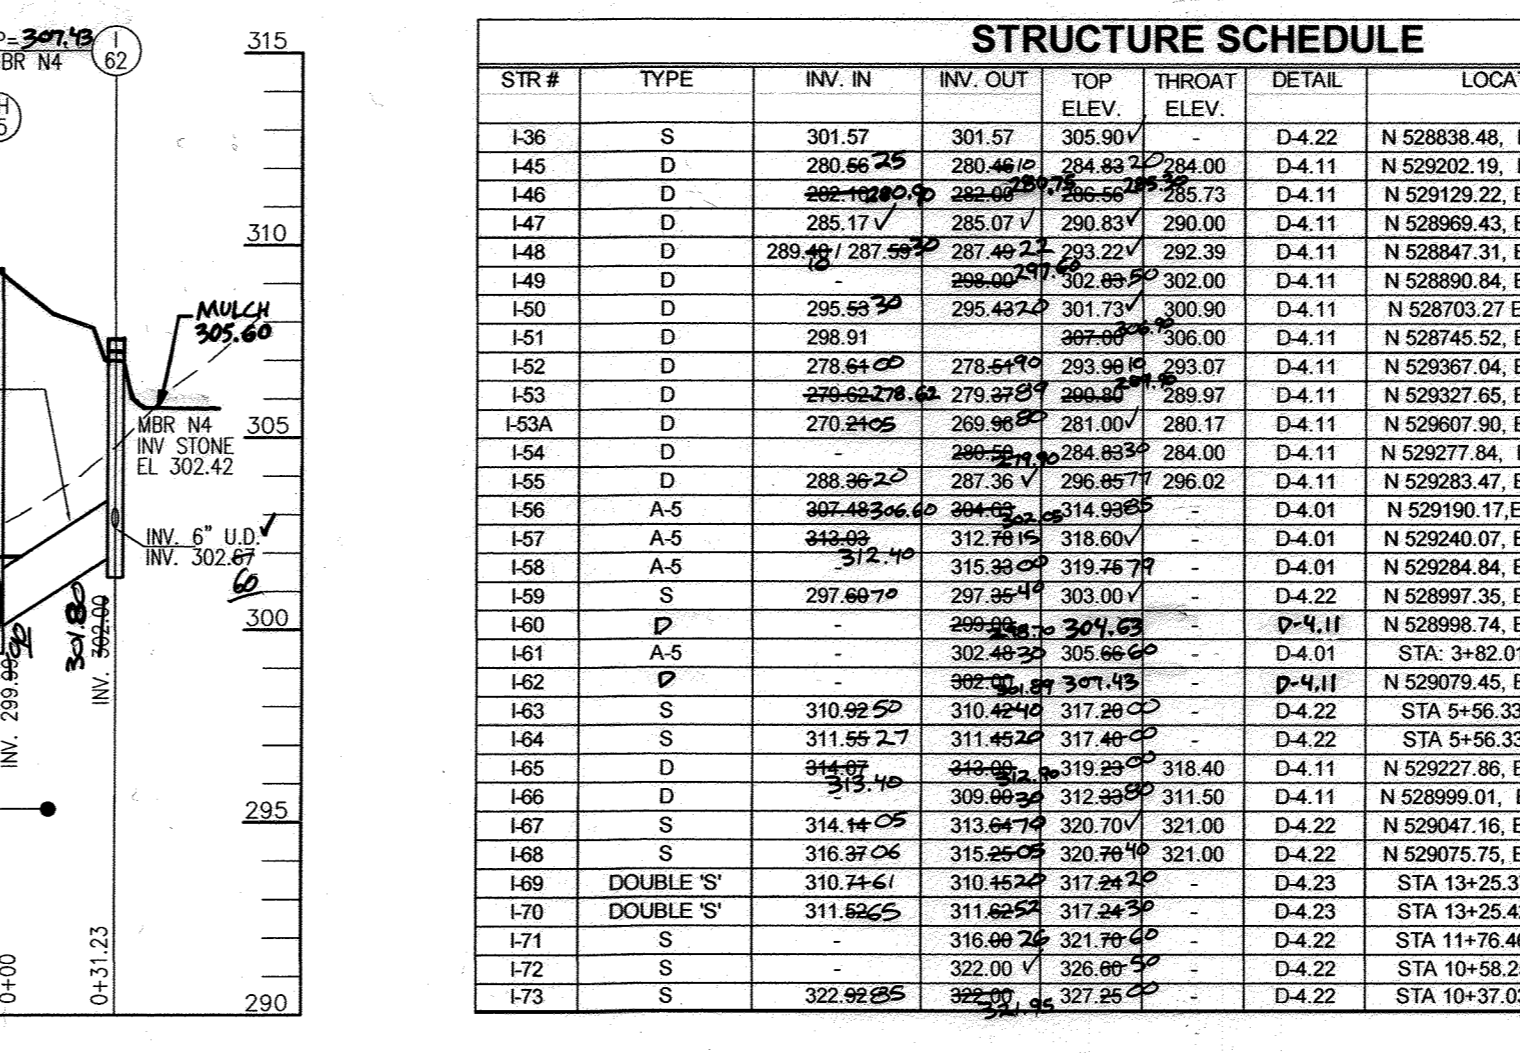 P=307.43
BR N4
I
62
H
5
315
310
305
300
295
290
MULCH
305.60
MBR N4
INV STONE
EL 302.42
INV. 6" U.D. ✓
INV. 302.67
60
301.80
INV. 302.00
INV. 299.99
90
0+00
0+31.23
STRUCTURE SCHEDULE
STR # TYPE INV. IN INV. OUT TOP ELEV. THROAT ELEV. DETAIL LOCAT
I-36 S 301.57 301.57 305.90 ✓ - D-4.22 N 528838.48,
I-45 D 280.56 25 280.46 10 284.83 20 284.00 D-4.11 N 529202.19,
I-46 D 282.10 280.90 282.00 280.75 286.56 285.30 285.73 D-4.11 N 529129.22, E
I-47 D 285.17 ✓ 285.07 ✓ 290.83 ✓ 290.00 D-4.11 N 528969.43, E
I-48 D 289.40 10 / 287.59 30 287.49 22 293.22 ✓ 292.39 D-4.11 N 528847.31, E
I-49 D - 298.00 297.60 302.83 50 302.00 D-4.11 N 528890.84, E
I-50 D 295.53 30 295.43 20 301.73 ✓ 300.90 D-4.11 N 528703.27 E
I-51 D 298.91 307.00 306.90 306.00 D-4.11 N 528745.52, E
I-52 D 278.61 00 278.51 90 293.90 10 293.07 D-4.11 N 529367.04, E
I-53 D 279.62 278.62 279.37 89 290.80 289.90 289.97 D-4.11 N 529327.65, E
I-53A D 270.21 05 269.96 80 281.00 ✓ 280.17 D-4.11 N 529607.90, E
I-54 D - 280.50 279.90 284.83 30 284.00 D-4.11 N 529277.84,
I-55 D 288.36 20 287.36 ✓ 296.85 77 296.02 D-4.11 N 529283.47, E
I-56 A-5 307.48 306.60 304.03 302.05 314.93 85 - D-4.01 N 529190.17,E
I-57 A-5 313.03 312.40 312.78 15 318.60 ✓ - D-4.01 N 529240.07, E
I-58 A-5 - 315.33 00 319.75 79 - D-4.01 N 529284.84, E
I-59 S 297.60 70 297.35 40 303.00 ✓ - D-4.22 N 528997.35, E
I-60 D - 299.00 298.70 304.63 - D-4.11 N 528998.74, E
I-61 A-5 - 302.48 30 305.66 60 - D-4.01 STA: 3+82.01
I-62 D - 302.00 301.89 307.43 - D-4.11 N 529079.45, E
I-63 S 310.92 50 310.42 40 317.20 00 - D-4.22 STA 5+56.33
I-64 S 311.55 27 311.45 20 317.40 00 - D-4.22 STA 5+56.33
I-65 D 314.07 313.40 313.00 312.90 319.23 00 318.40 D-4.11 N 529227.86, E
I-66 D - 309.00 30 312.33 80 311.50 D-4.11 N 528999.01, E
I-67 S 314.14 05 313.64 70 320.70 ✓ 321.00 D-4.22 N 529047.16, E
I-68 S 316.37 06 315.25 05 320.70 40 321.00 D-4.22 N 529075.75, E
I-69 DOUBLE 'S' 310.71 61 310.15 20 317.24 20 - D-4.23 STA 13+25.3
I-70 DOUBLE 'S' 311.52 65 311.62 52 317.24 30 - D-4.23 STA 13+25.4
I-71 S - 316.00 26 321.70 60 - D-4.22 STA 11+76.46
I-72 S - 322.00 ✓ 326.60 50 - D-4.22 STA 10+58.2
I-73 S 322.92 85 322.00 321.95 327.25 00 - D-4.22 STA 10+37.03